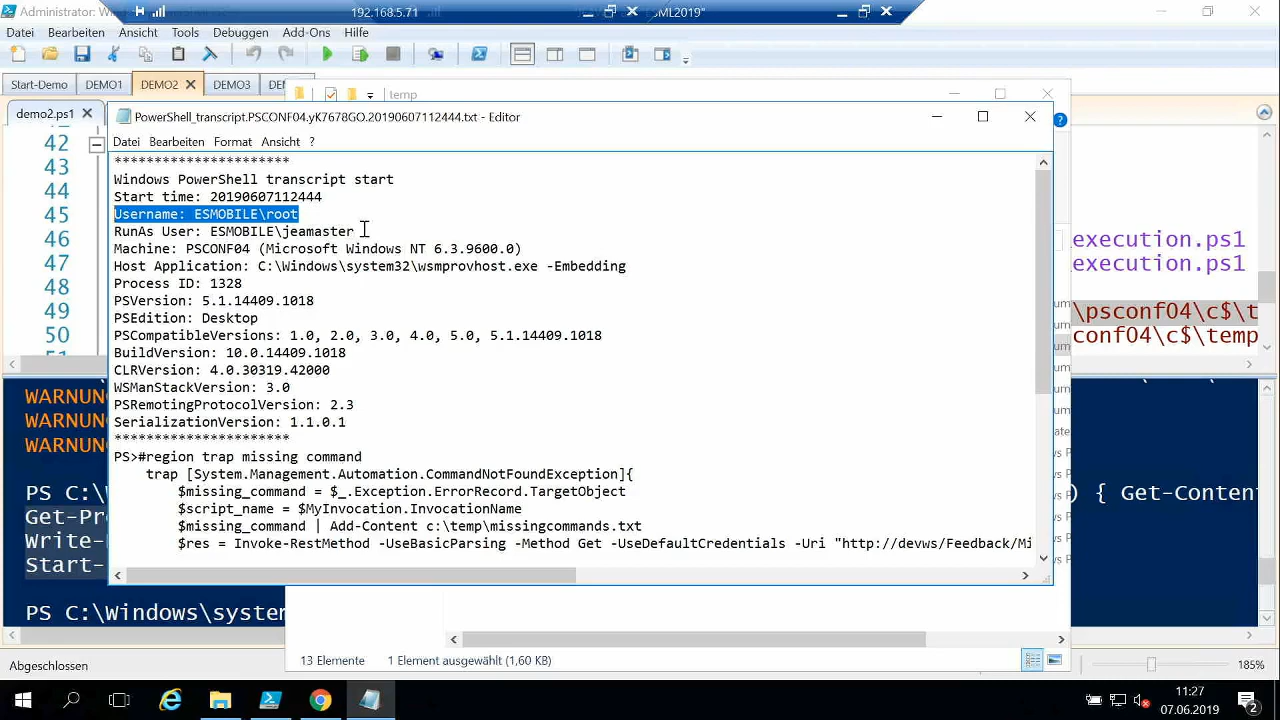 Administrator: Win
192.168.5.71
SML2019"
Datei Bearbeiten Ansicht Tools Debuggen Add-Ons Hilfe
Start-Demo DEMO1 DEMO2 DEMO3
temp
demo2.ps1
PowerShell_transcript.PSCONF04.yK7678GO.20190607112444.txt - Editor
Datei Bearbeiten Format Ansicht ?
42
43
44
45
46
47
48
49
50
execution.ps1
execution.ps1
\psconf04\c$\t
conf04\c$\temp
**********************
Windows PowerShell transcript start
Start time: 20190607112444
Username: ESMOBILE\root
RunAs User: ESMOBILE\jeamaster
Machine: PSCONF04 (Microsoft Windows NT 6.3.9600.0)
Host Application: C:\Windows\system32\wsmprovhost.exe -Embedding
Process ID: 1328
PSVersion: 5.1.14409.1018
PSEdition: Desktop
PSCompatibleVersions: 1.0, 2.0, 3.0, 4.0, 5.0, 5.1.14409.1018
BuildVersion: 10.0.14409.1018
CLRVersion: 4.0.30319.42000
WSManStackVersion: 3.0
PSRemotingProtocolVersion: 2.3
SerializationVersion: 1.1.0.1
**********************
PS>#region trap missing command
trap [System.Management.Automation.CommandNotFoundException]{
$missing_command = $_.Exception.ErrorRecord.TargetObject
$script_name = $MyInvocation.InvocationName
$missing_command | Add-Content c:\temp\missingcommands.txt
$res = Invoke-RestMethod -UseBasicParsing -Method Get -UseDefaultCredentials -Uri "http://devws/Feedback/Mi
WARNUN
WARNUN
WARNUN
PS C:\W
) { Get-Content
Get-Pr
Write-
Start-
PS C:\Windows\system
13 Elemente 1 Element ausgewählt (1,60 KB)
Abgeschlossen
185%
11:27
07.06.2019
2